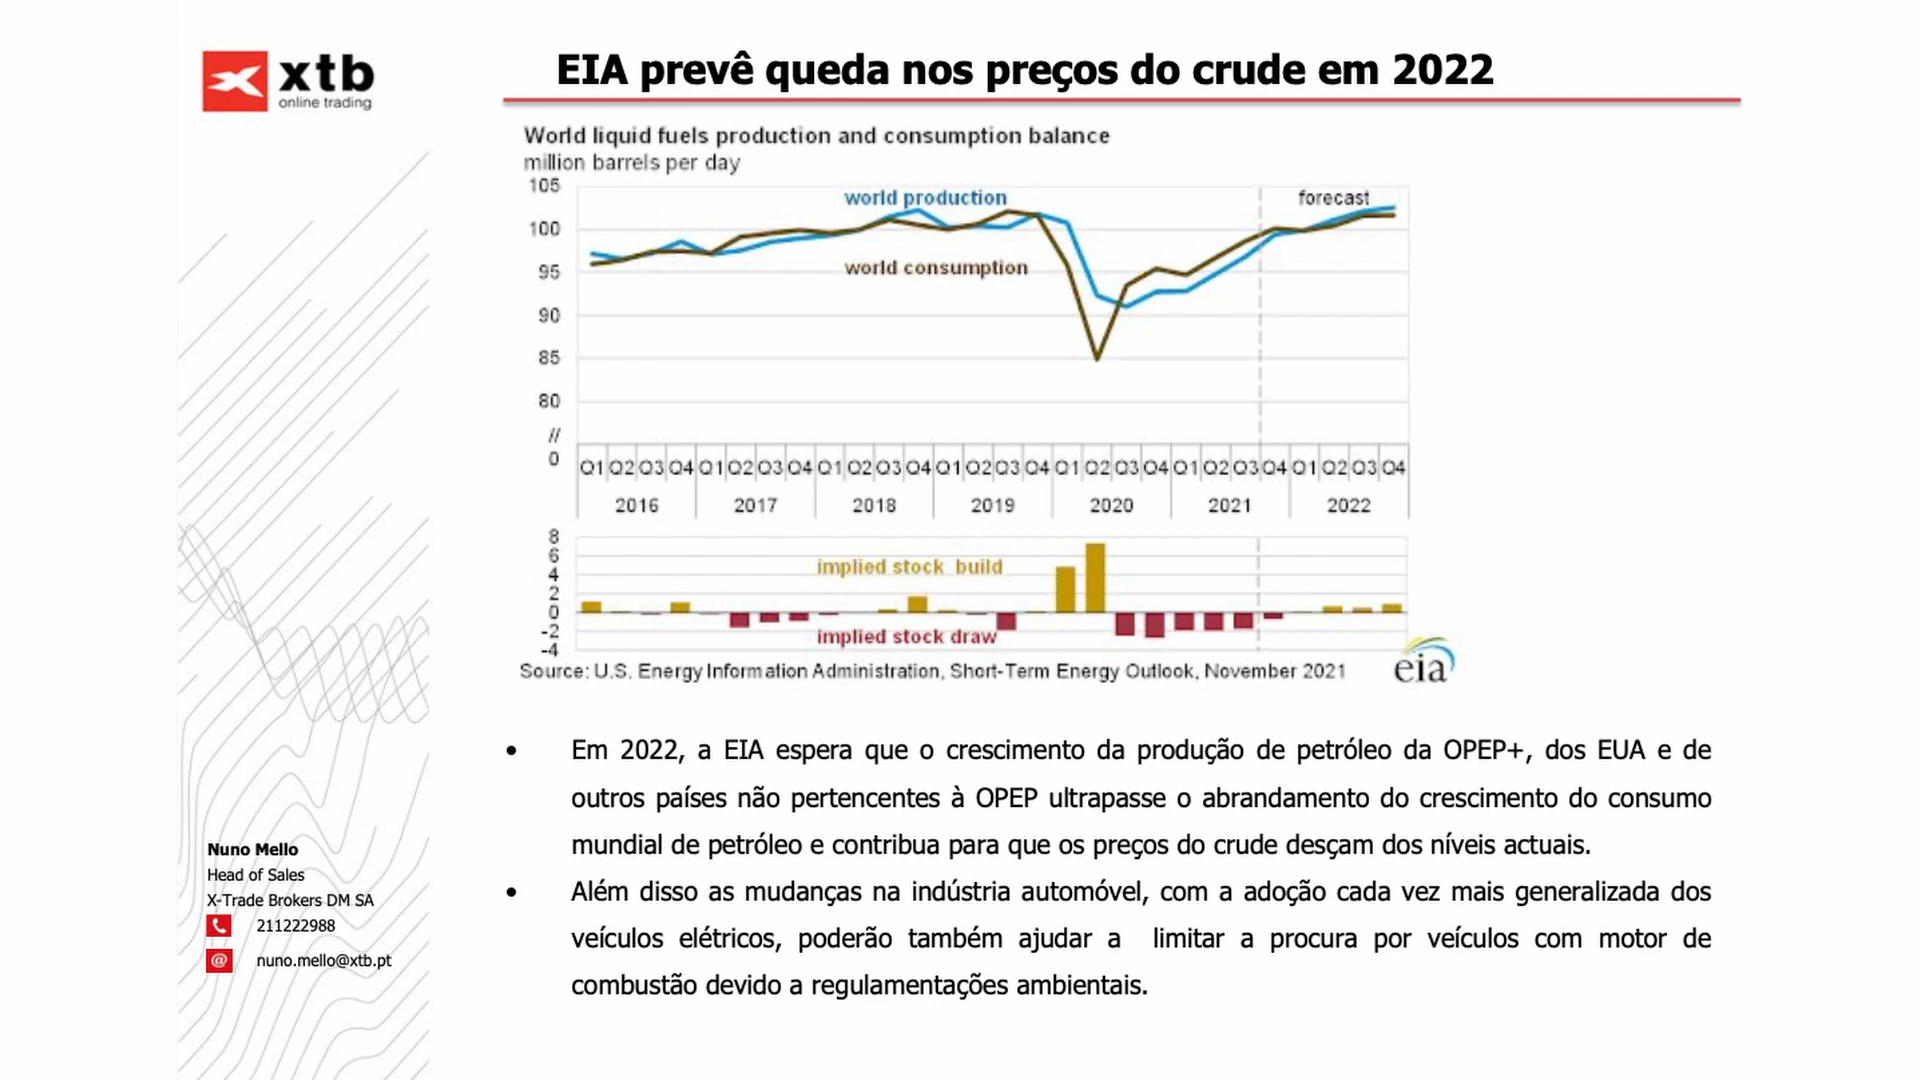 xtb
online trading
EIA prevê queda nos preços do crude em 2022
World liquid fuels production and consumption balance
million barrels per day
105
100
95
90
85
80
//
0
world production
world consumption
forecast
Q1 Q2 Q3 Q4 Q1 Q2 Q3 Q4 Q1 Q2 Q3 Q4 Q1 Q2 Q3 Q4 Q1 Q2 Q3 Q4 Q1 Q2 Q3 Q4 Q1 Q2 Q3 Q4
2016 2017 2018 2019 2020 2021 2022
8
6
4
2
0
-2
-4
implied stock build
implied stock draw
Source: U.S. Energy Information Administration, Short-Term Energy Outlook, November 2021
eia
• Em 2022, a EIA espera que o crescimento da produção de petróleo da OPEP+, dos EUA e de
outros países não pertencentes à OPEP ultrapasse o abrandamento do crescimento do consumo
mundial de petróleo e contribua para que os preços do crude desçam dos níveis actuais.
• Além disso as mudanças na indústria automóvel, com a adoção cada vez mais generalizada dos
veículos elétricos, poderão também ajudar a  limitar a procura por veículos com motor de
combustão devido a regulamentações ambientais.
Nuno Mello
Head of Sales
X-Trade Brokers DM SA
211222988
@ nuno.mello@xtb.pt